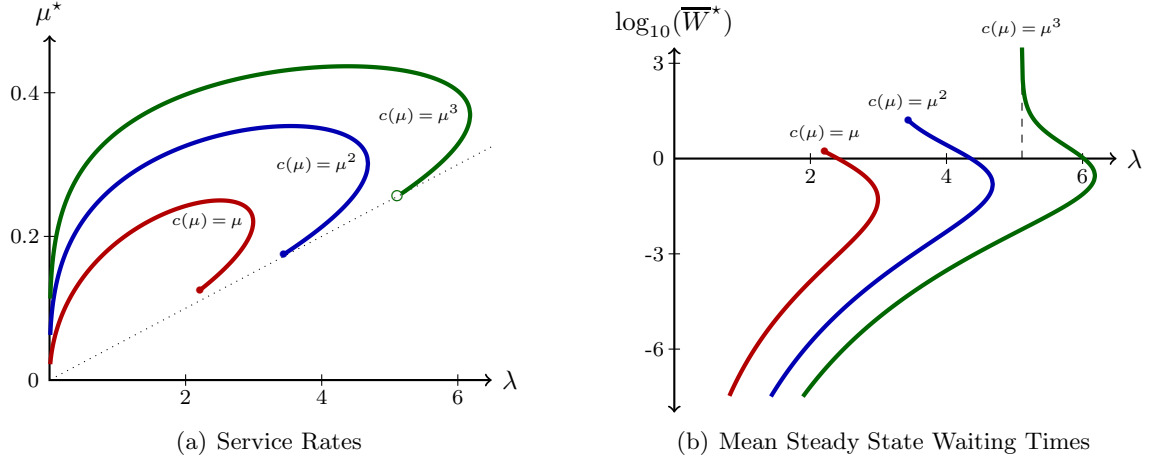 μ⋆
0.4
0.2
0
2
4
6
λ
c(μ) = μ³
c(μ) = μ²
c(μ) = μ
(a) Service Rates
log₁₀(W̅⋆)
3
0
-3
-6
2
4
6
λ
c(μ) = μ³
c(μ) = μ²
c(μ) = μ
(b) Mean Steady State Waiting Times